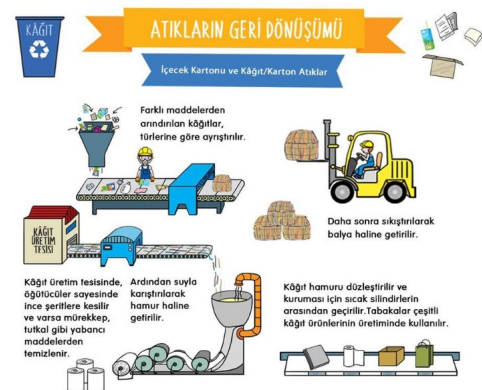 KÂĞIT
ATIKLARIN GERİ DÖNÜŞÜMÜ
İçecek Kartonu ve Kâğıt/Karton Atıklar
Farklı maddelerden
arındırılan kâğıtlar,
türlerine göre ayrıştırılır.
Daha sonra sıkıştırılarak
balya haline getirilir.
KÂĞIT
ÜRETİM
TESİSİ
Kâğıt üretim tesisinde,
öğütücüler sayesinde
ince şeritlere kesilir
ve varsa mürekkep,
tutkal gibi yabancı
maddelerden
temizlenir.
Ardından suyla
karıştırılarak
hamur haline
getirilir.
Kâğıt hamuru düzleştirilir ve
kuruması için sıcak silindirlerin
arasından geçirilir.Tabakalar çeşitli
kâğıt ürünlerinin üretiminde kullanılır.